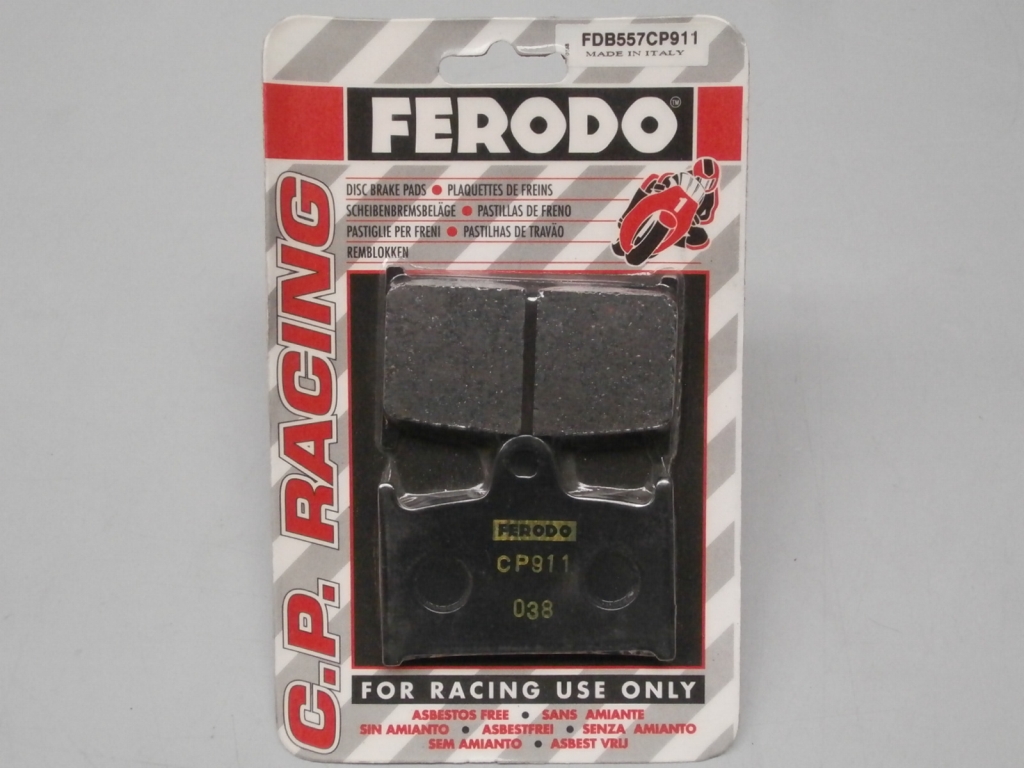 FDB557CP911
MADE IN ITALY
FERODO™
DISC BRAKE PADS • PLAQUETTES DE FREINS
SCHEIBENBREMSBELÄGE • PASTILLAS DE FRENO
PASTIGLIE PER FRENI • PASTILHAS DE TRAVÃO
REMBLOKKEN
1
C.P. RACING
FERODO
CP911
038
FOR RACING USE ONLY
ASBESTOS FREE • SANS AMIANTE
SIN AMIANTO • ASBESTFREI • SENZA AMIANTO
SEM AMIANTO • ASBEST VRIJ